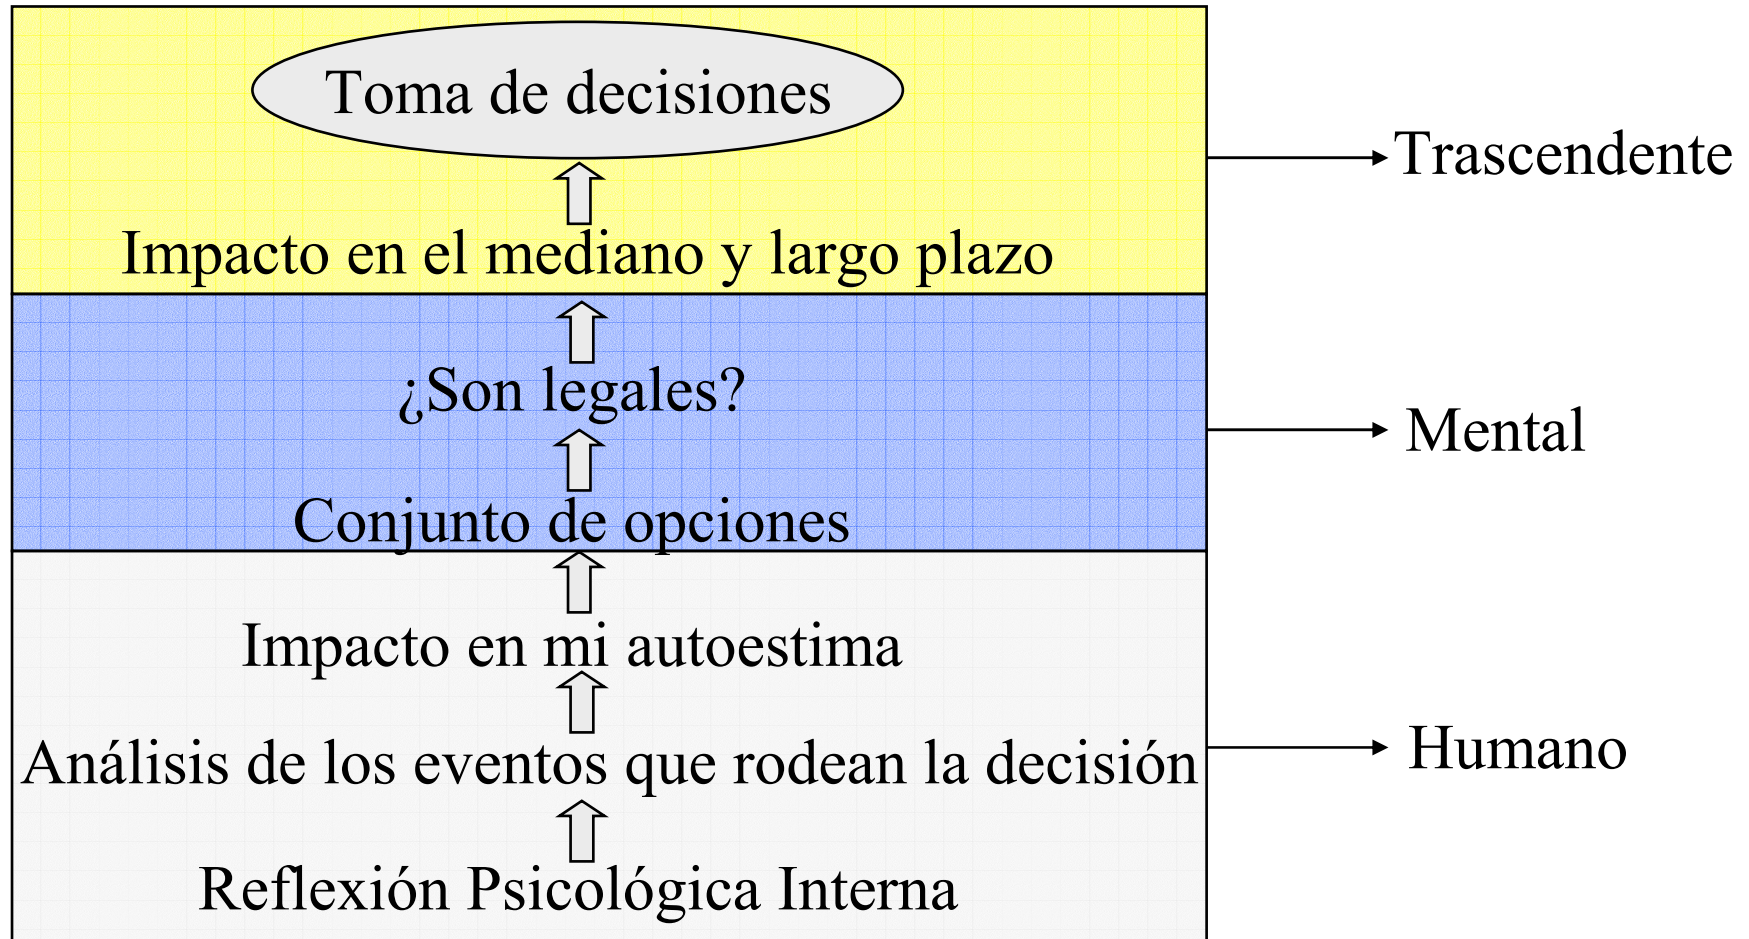 Toma de decisiones
Trascendente
Impacto en el mediano y largo plazo
¿Son legales?
Mental
Conjunto de opciones
Impacto en mi autoestima
Análisis de los eventos que rodean la decisión
Humano
Reflexión Psicológica Interna